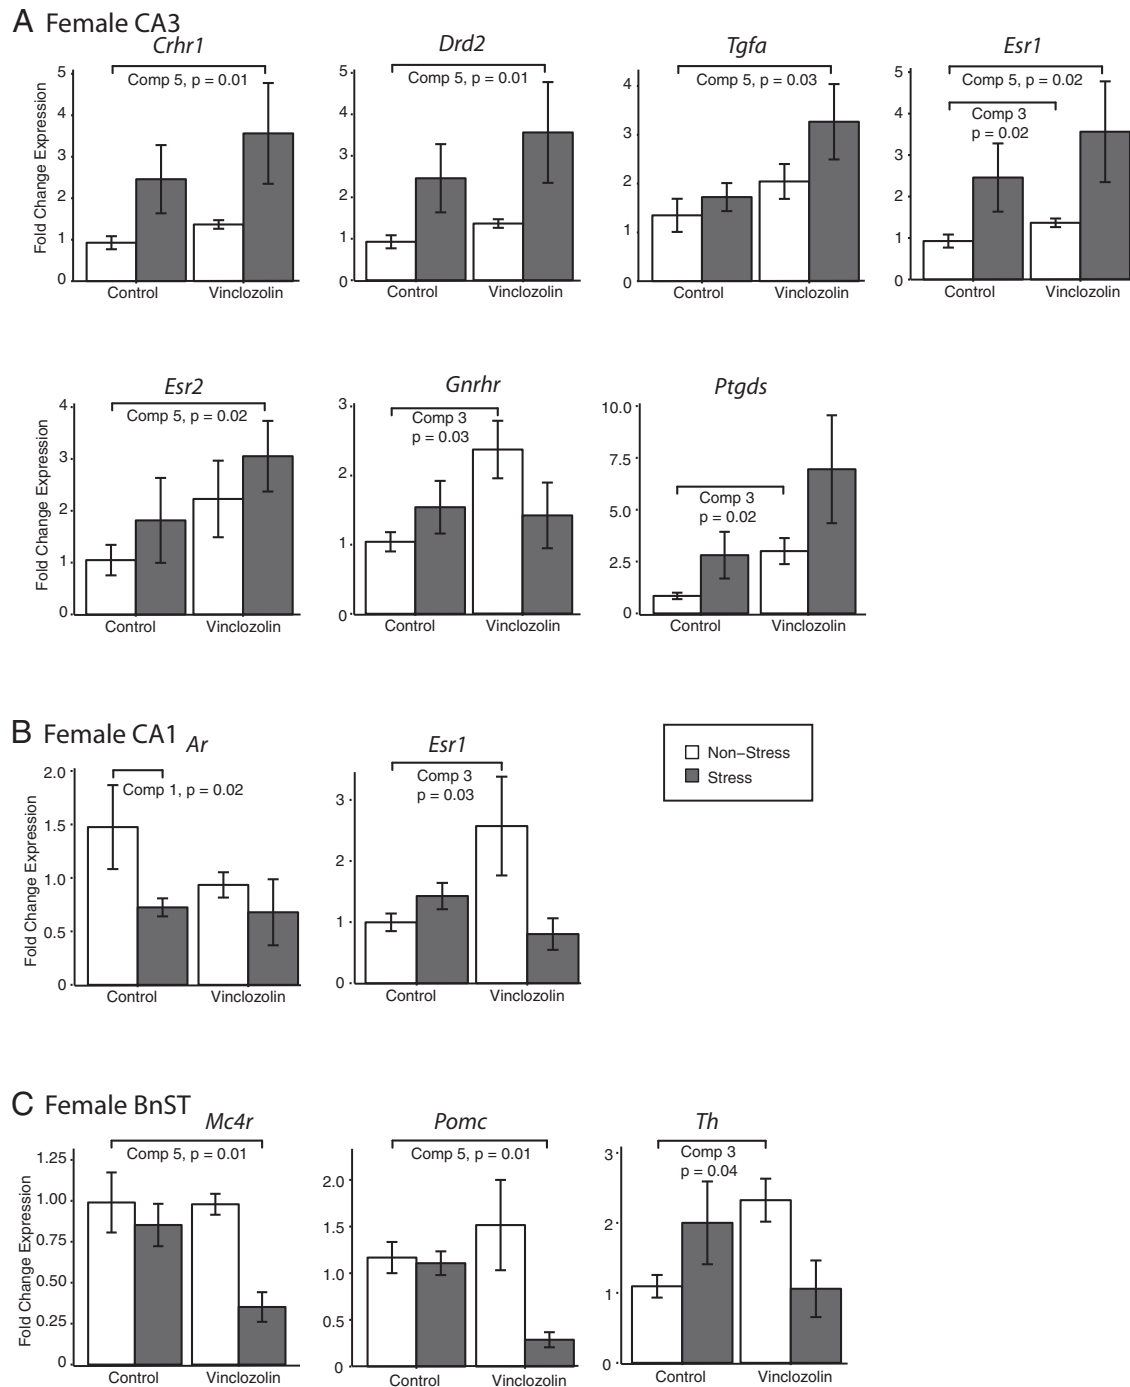 A Female CA3
Crhr1
Drd2
Tgfa
Esr1
Fold Change Expression
5
4
3
2
1
0
Comp 5, p = 0.01
Control
Vinclozolin
5
4
3
2
1
0
Comp 5, p = 0.01
Control
Vinclozolin
4
3
2
1
0
Comp 5, p = 0.03
Control
Vinclozolin
5
4
3
2
1
0
Comp 5, p = 0.02
Comp 3
p = 0.02
Control
Vinclozolin
Esr2
Gnrhr
Ptgds
Fold Change Expression
4
3
2
1
0
Comp 5, p = 0.02
Control
Vinclozolin
3
2
1
0
Comp 3
p = 0.03
Control
Vinclozolin
10.0
7.5
5.0
2.5
0
Comp 3
p = 0.02
Control
Vinclozolin
B Female CA1
Ar
Esr1
Fold Change Expression
2.0
1.5
1.0
0.5
0
Comp 1, p = 0.02
Control
Vinclozolin
3
2
1
0
Comp 3
p = 0.03
Control
Vinclozolin
Non−Stress
Stress
C Female BnST
Mc4r
Pomc
Th
Fold Change Expression
1.25
1.00
0.75
0.50
0.25
0
Comp 5, p = 0.01
Control
Vinclozolin
2.0
1.5
1.0
0.5
0
Comp 5, p = 0.01
Control
Vinclozolin
3
2
1
0
Comp 3
p = 0.04
Control
Vinclozolin